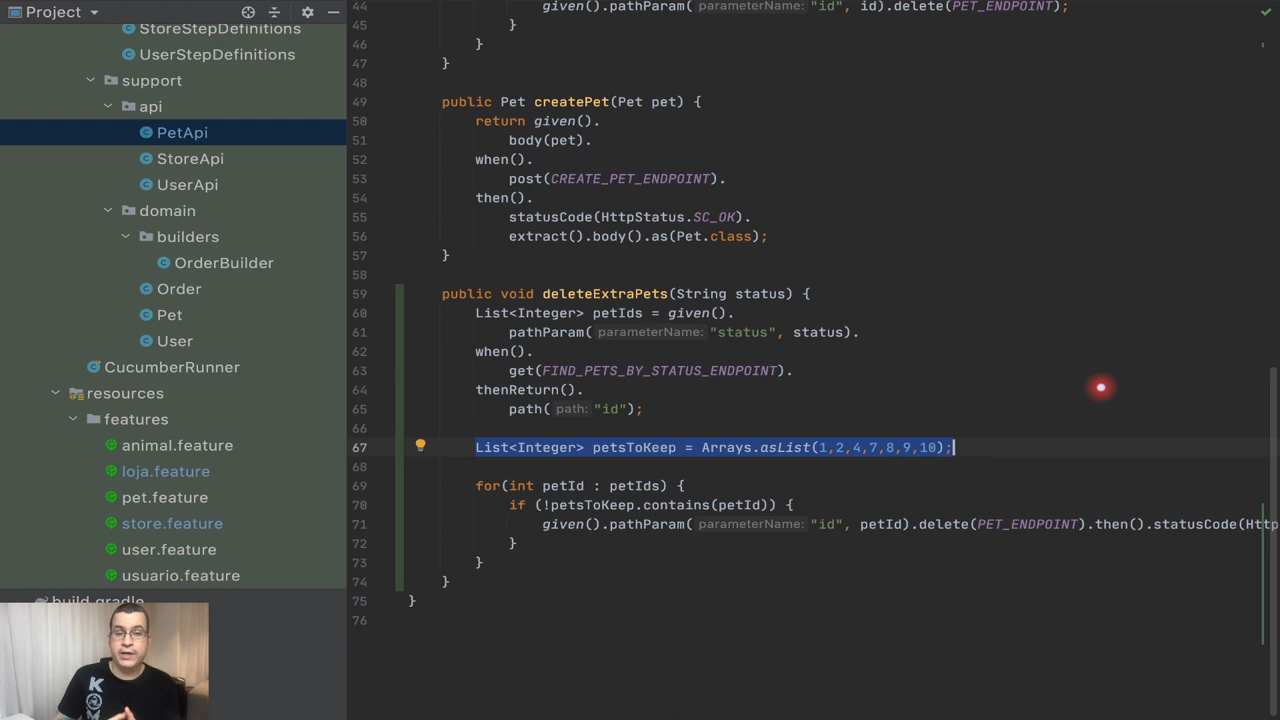 Project
StoreStepDefinitions
UserStepDefinitions
support
api
PetApi
StoreApi
UserApi
domain
builders
OrderBuilder
Order
Pet
User
CucumberRunner
resources
features
animal.feature
loja.feature
pet.feature
store.feature
user.feature
usuario.feature
build.gradle
44 given().pathParam( parameterName: "id", id).delete(PET_ENDPOINT);
45 }
46 }
47 }
48
49 public Pet createPet(Pet pet) {
50 return given().
51 body(pet).
52 when().
53 post(CREATE_PET_ENDPOINT).
54 then().
55 statusCode(HttpStatus.SC_OK).
56 extract().body().as(Pet.class);
57 }
58
59 public void deleteExtraPets(String status) {
60 List<Integer> petIds = given().
61 pathParam( parameterName: "status", status).
62 when().
63 get(FIND_PETS_BY_STATUS_ENDPOINT).
64 thenReturn().
65 path( path: "id");
66
67 List<Integer> petsToKeep = Arrays.asList(1,2,4,7,8,9,10);
68
69 for(int petId : petIds) {
70 if (!petsToKeep.contains(petId)) {
71 given().pathParam( parameterName: "id", petId).delete(PET_ENDPOINT).then().statusCode(Http
72 }
73 }
74 }
75 }
76
K
M